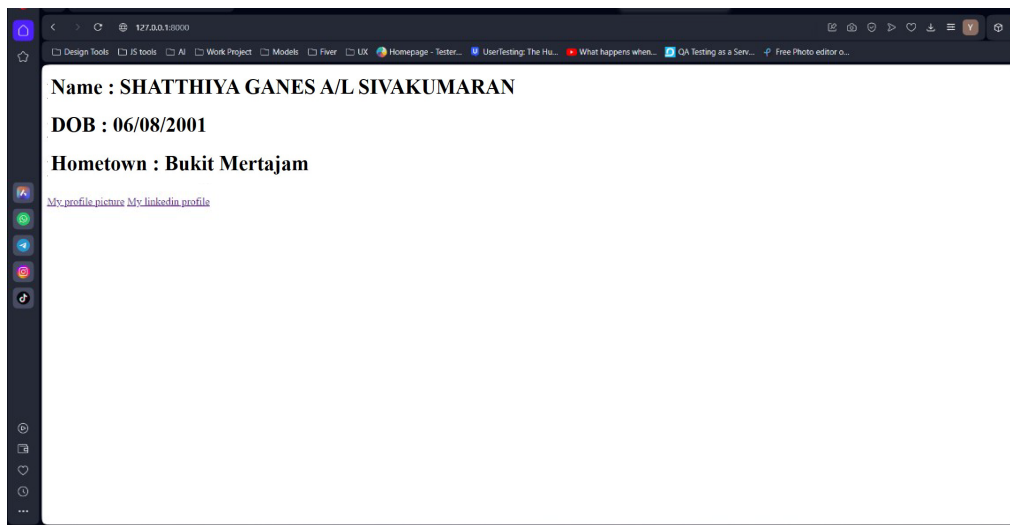 127.0.0.1:8000
Design Tools JS tools AI Work Project Models Fiver UX Homepage - Tester... UserTesting: The Hu... What happens when... QA Testing as a Serv... Free Photo editor o...
Name : SHATTHIYA GANES A/L SIVAKUMARAN
DOB : 06/08/2001
Hometown : Bukit Mertajam
My profile picture My linkedin profile